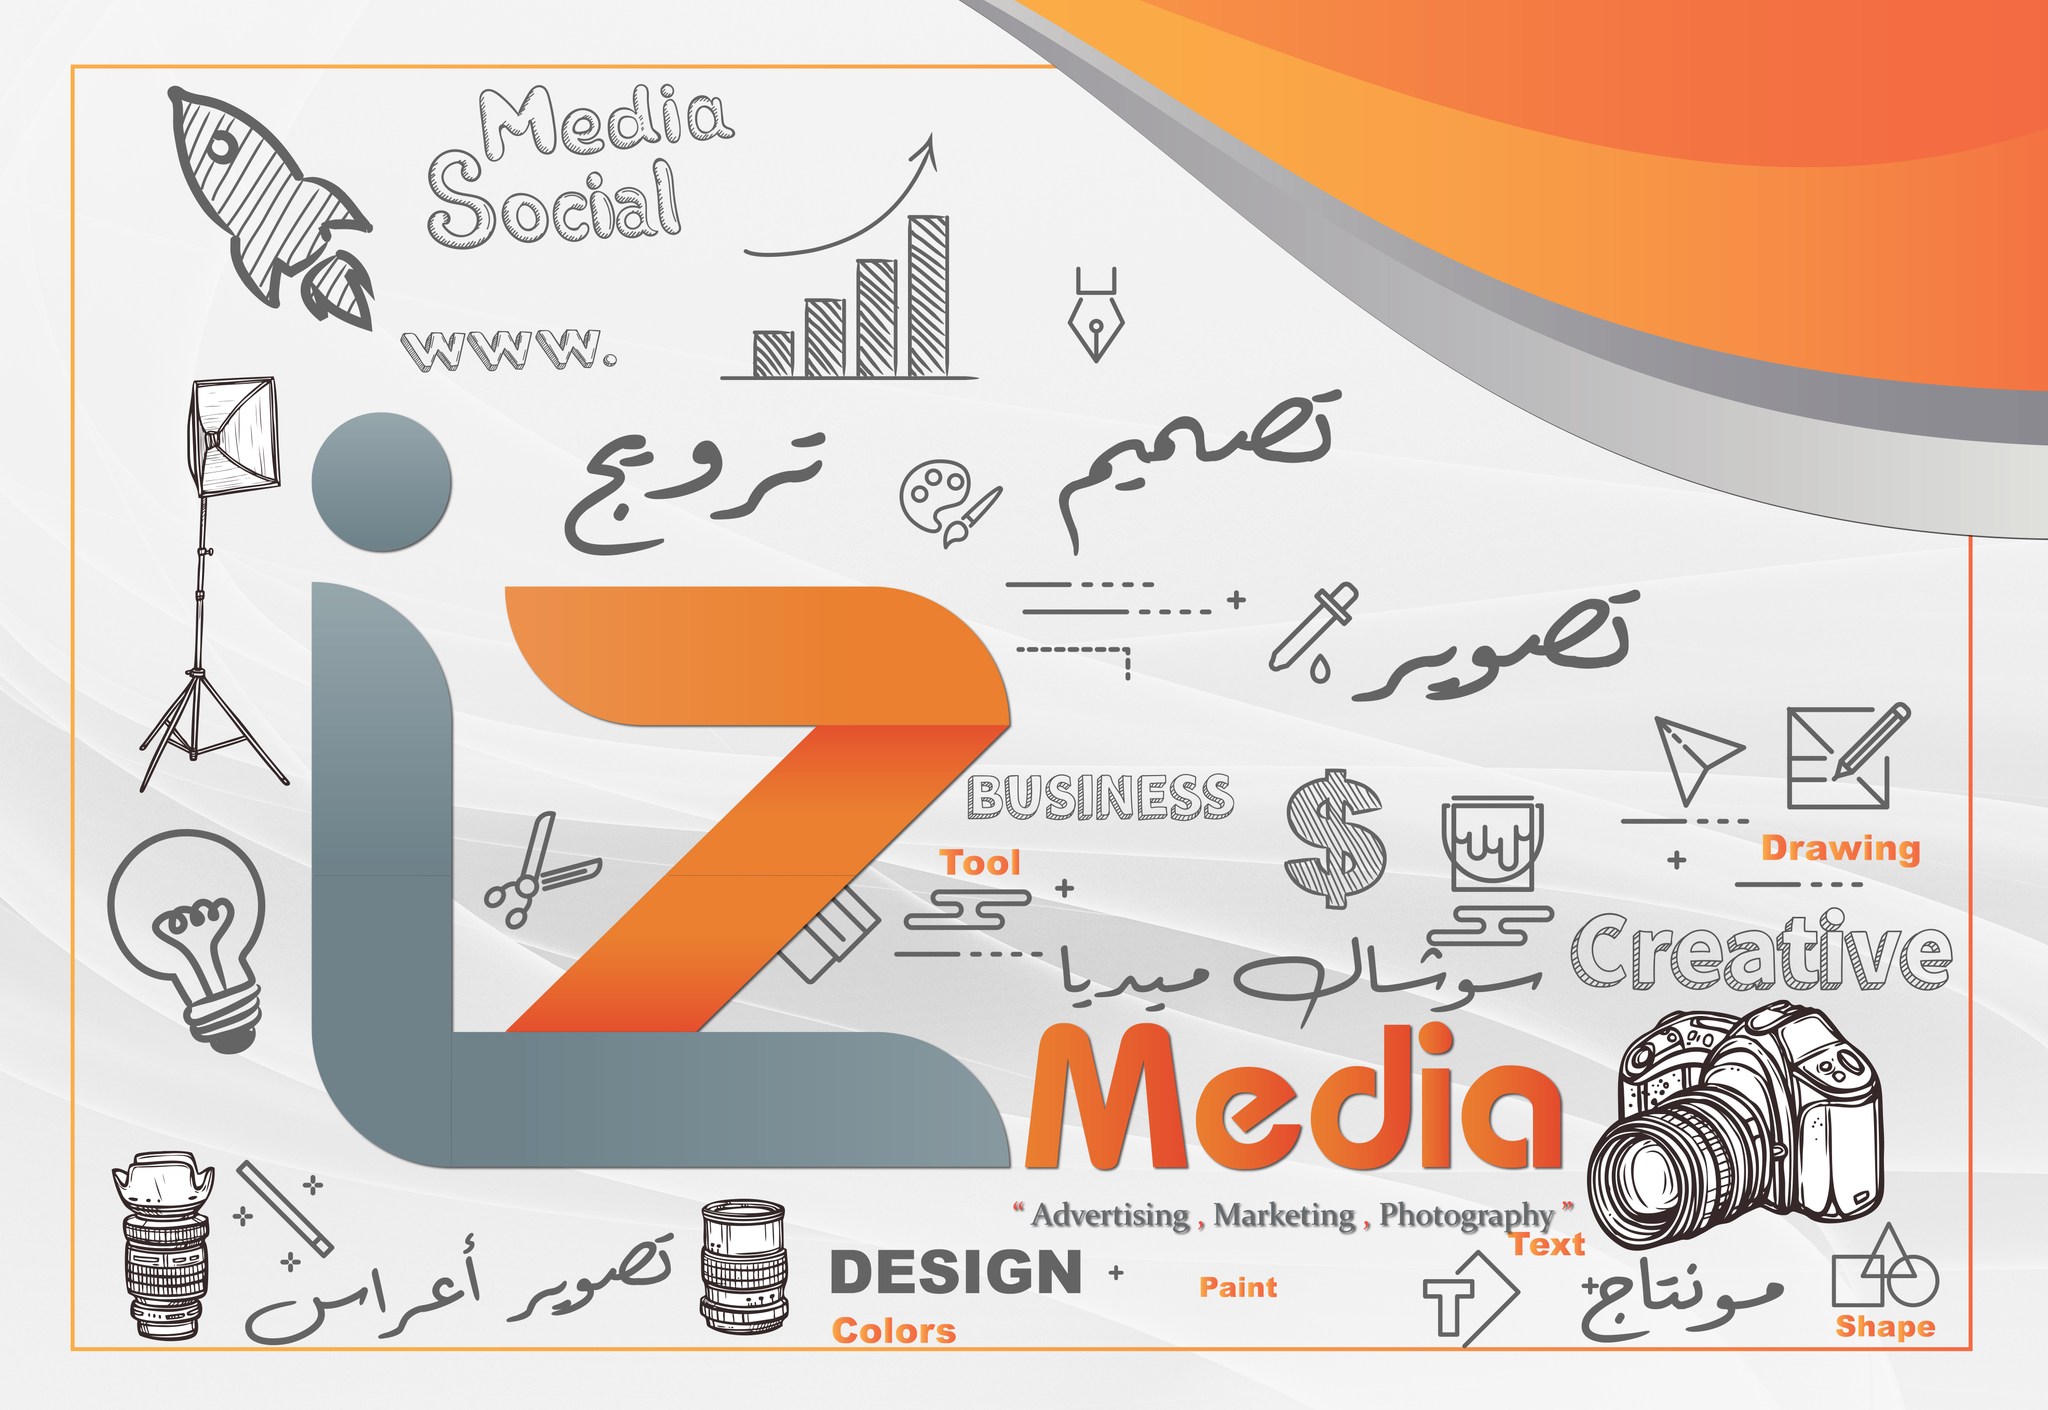 Media
Social
www.
تصميم
ترويج
تصوير
BUSINESS
Tool
Drawing
Creative
سوشال ميديا
iz
Media
“ Advertising , Marketing , Photography ”
Text
تصوير أعراس
DESIGN
Paint
T
مونتاج
Colors
Shape